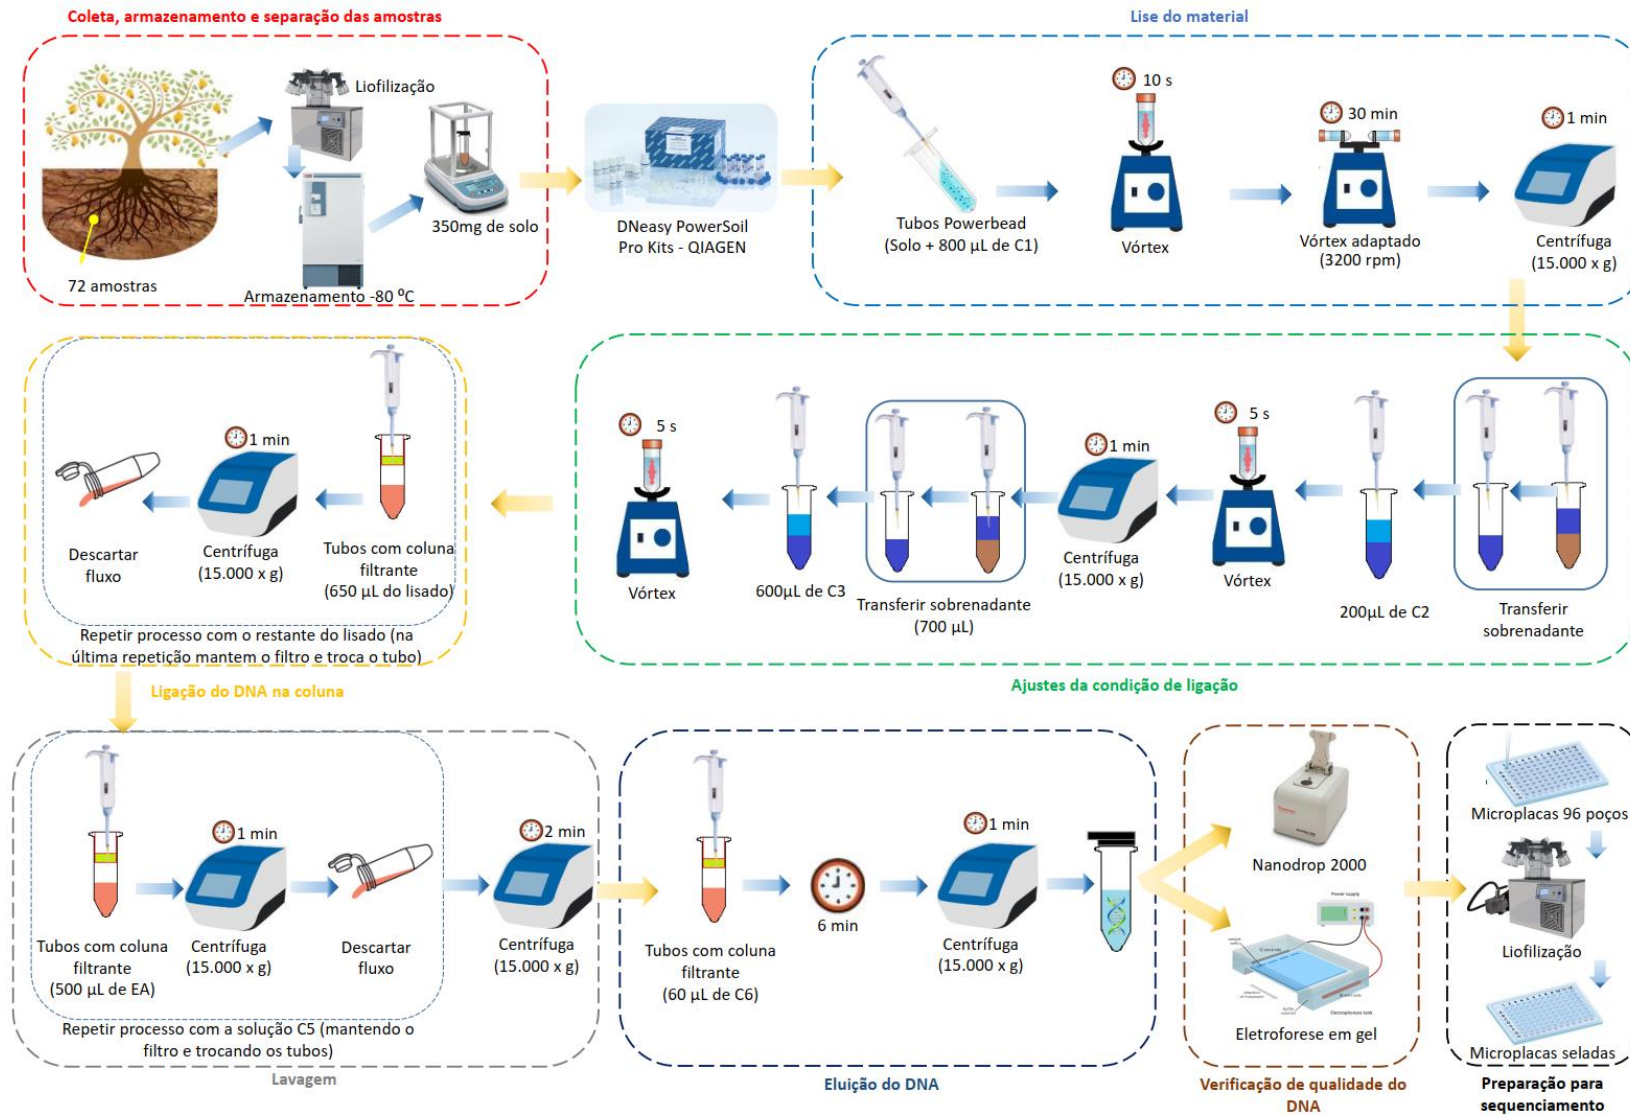 Coleta, armazenamento e separação das amostras
Liofilização
72 amostras
Armazenamento -80 ⁰C
350mg de solo
DNeasy PowerSoil
Pro Kits - QIAGEN
Lise do material
Tubos Powerbead
(Solo + 800 µL de C1)
10 s
Vórtex
30 min
Vórtex adaptado
(3200 rpm)
1 min
Centrífuga
(15.000 x g)
Transferir
sobrenadante
200µL de C2
5 s
Vórtex
1 min
Centrífuga
(15.000 x g)
Transferir sobrenadante
(700 µL)
600µL de C3
5 s
Vórtex
Ajustes da condição de ligação
Tubos com coluna
filtrante
(650 µL do lisado)
1 min
Centrífuga
(15.000 x g)
Descartar
fluxo
Repetir processo com o restante do lisado (na
última repetição mantem o filtro e troca o tubo)
Ligação do DNA na coluna
Tubos com coluna
filtrante
(500 µL de EA)
1 min
Centrífuga
(15.000 x g)
Descartar
fluxo
2 min
Centrífuga
(15.000 x g)
Repetir processo com a solução C5 (mantendo o
filtro e trocando os tubos)
Lavagem
Tubos com coluna
filtrante
(60 µL de C6)
6 min
1 min
Centrífuga
(15.000 x g)
Eluição do DNA
Nanodrop 2000
Power supply
Electrophoresis tank
Eletroforese em gel
Verificação de qualidade do
DNA
Microplacas 96 poços
Liofilização
Microplacas seladas
Preparação para
sequenciamento